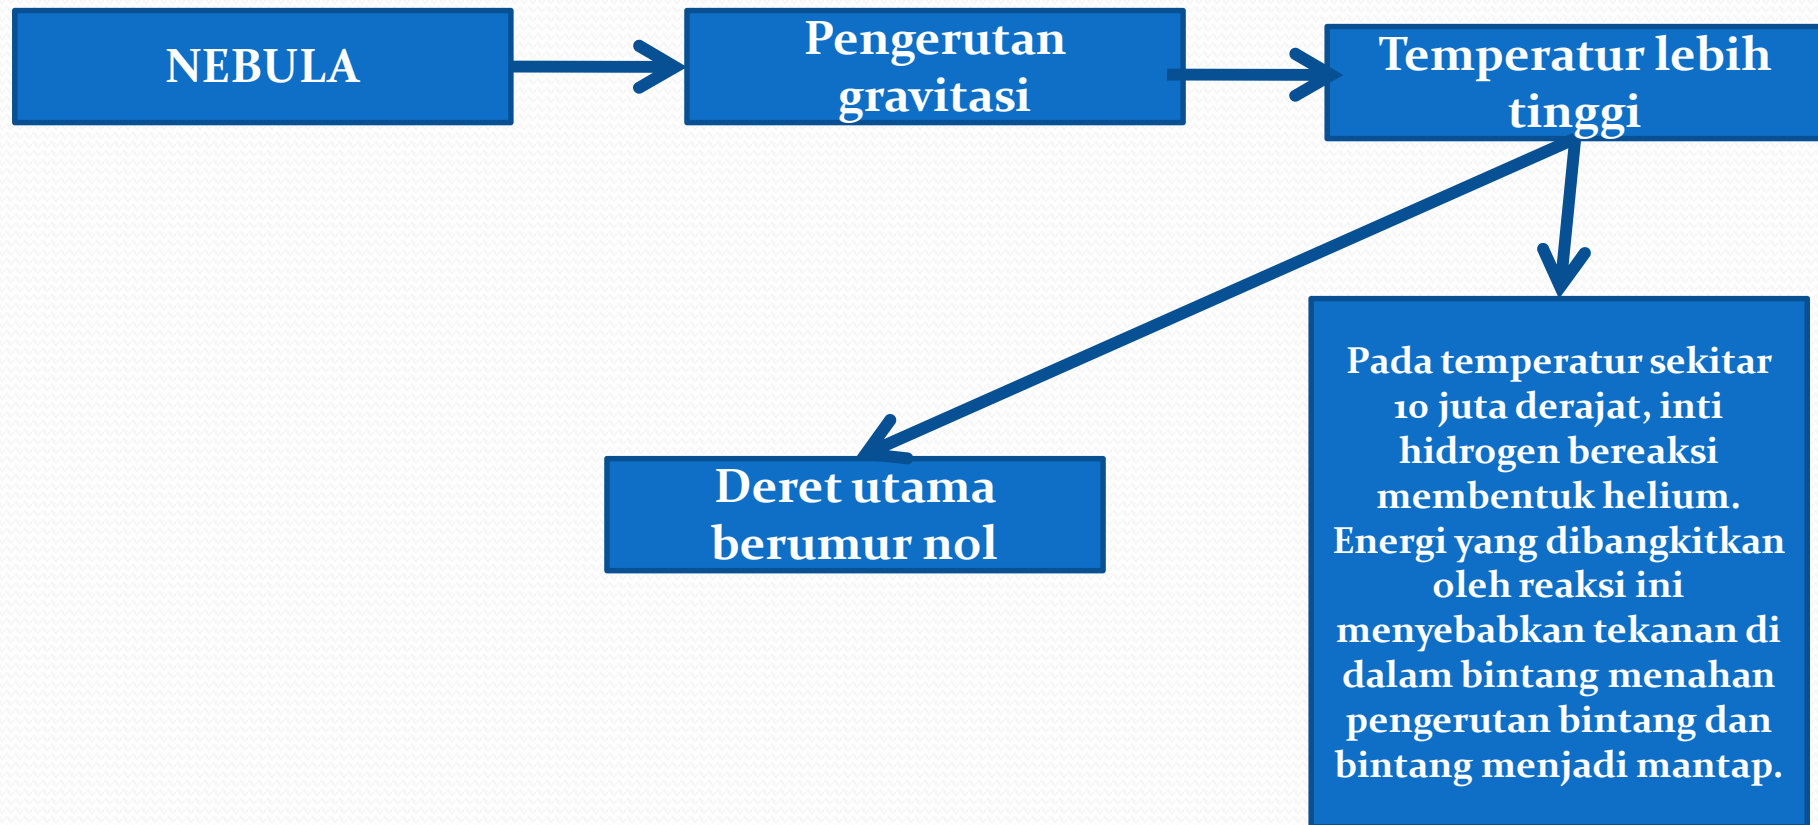 NEBULA
Pengerutan
gravitasi
Temperatur lebih
tinggi
Deret utama
berumur nol
Pada temperatur sekitar
10 juta derajat, inti
hidrogen bereaksi
membentuk helium.
Energi yang dibangkitkan
oleh reaksi ini
menyebabkan tekanan di
dalam bintang menahan
pengerutan bintang dan
bintang menjadi mantap.